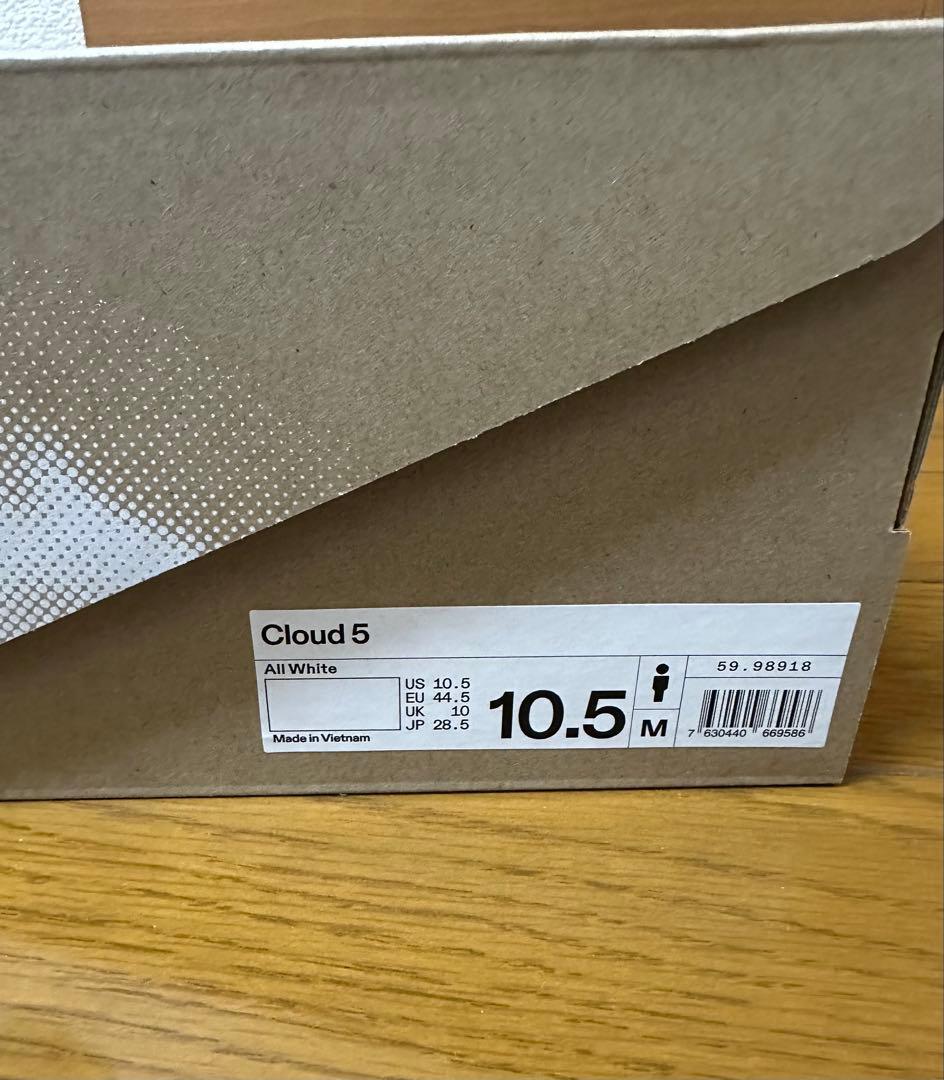 Cloud 5
All White
US 10.5
EU 44.5
UK 10
JP 28.5
Made in Vietnam
10.5
M
59.98918
7 630440 669586